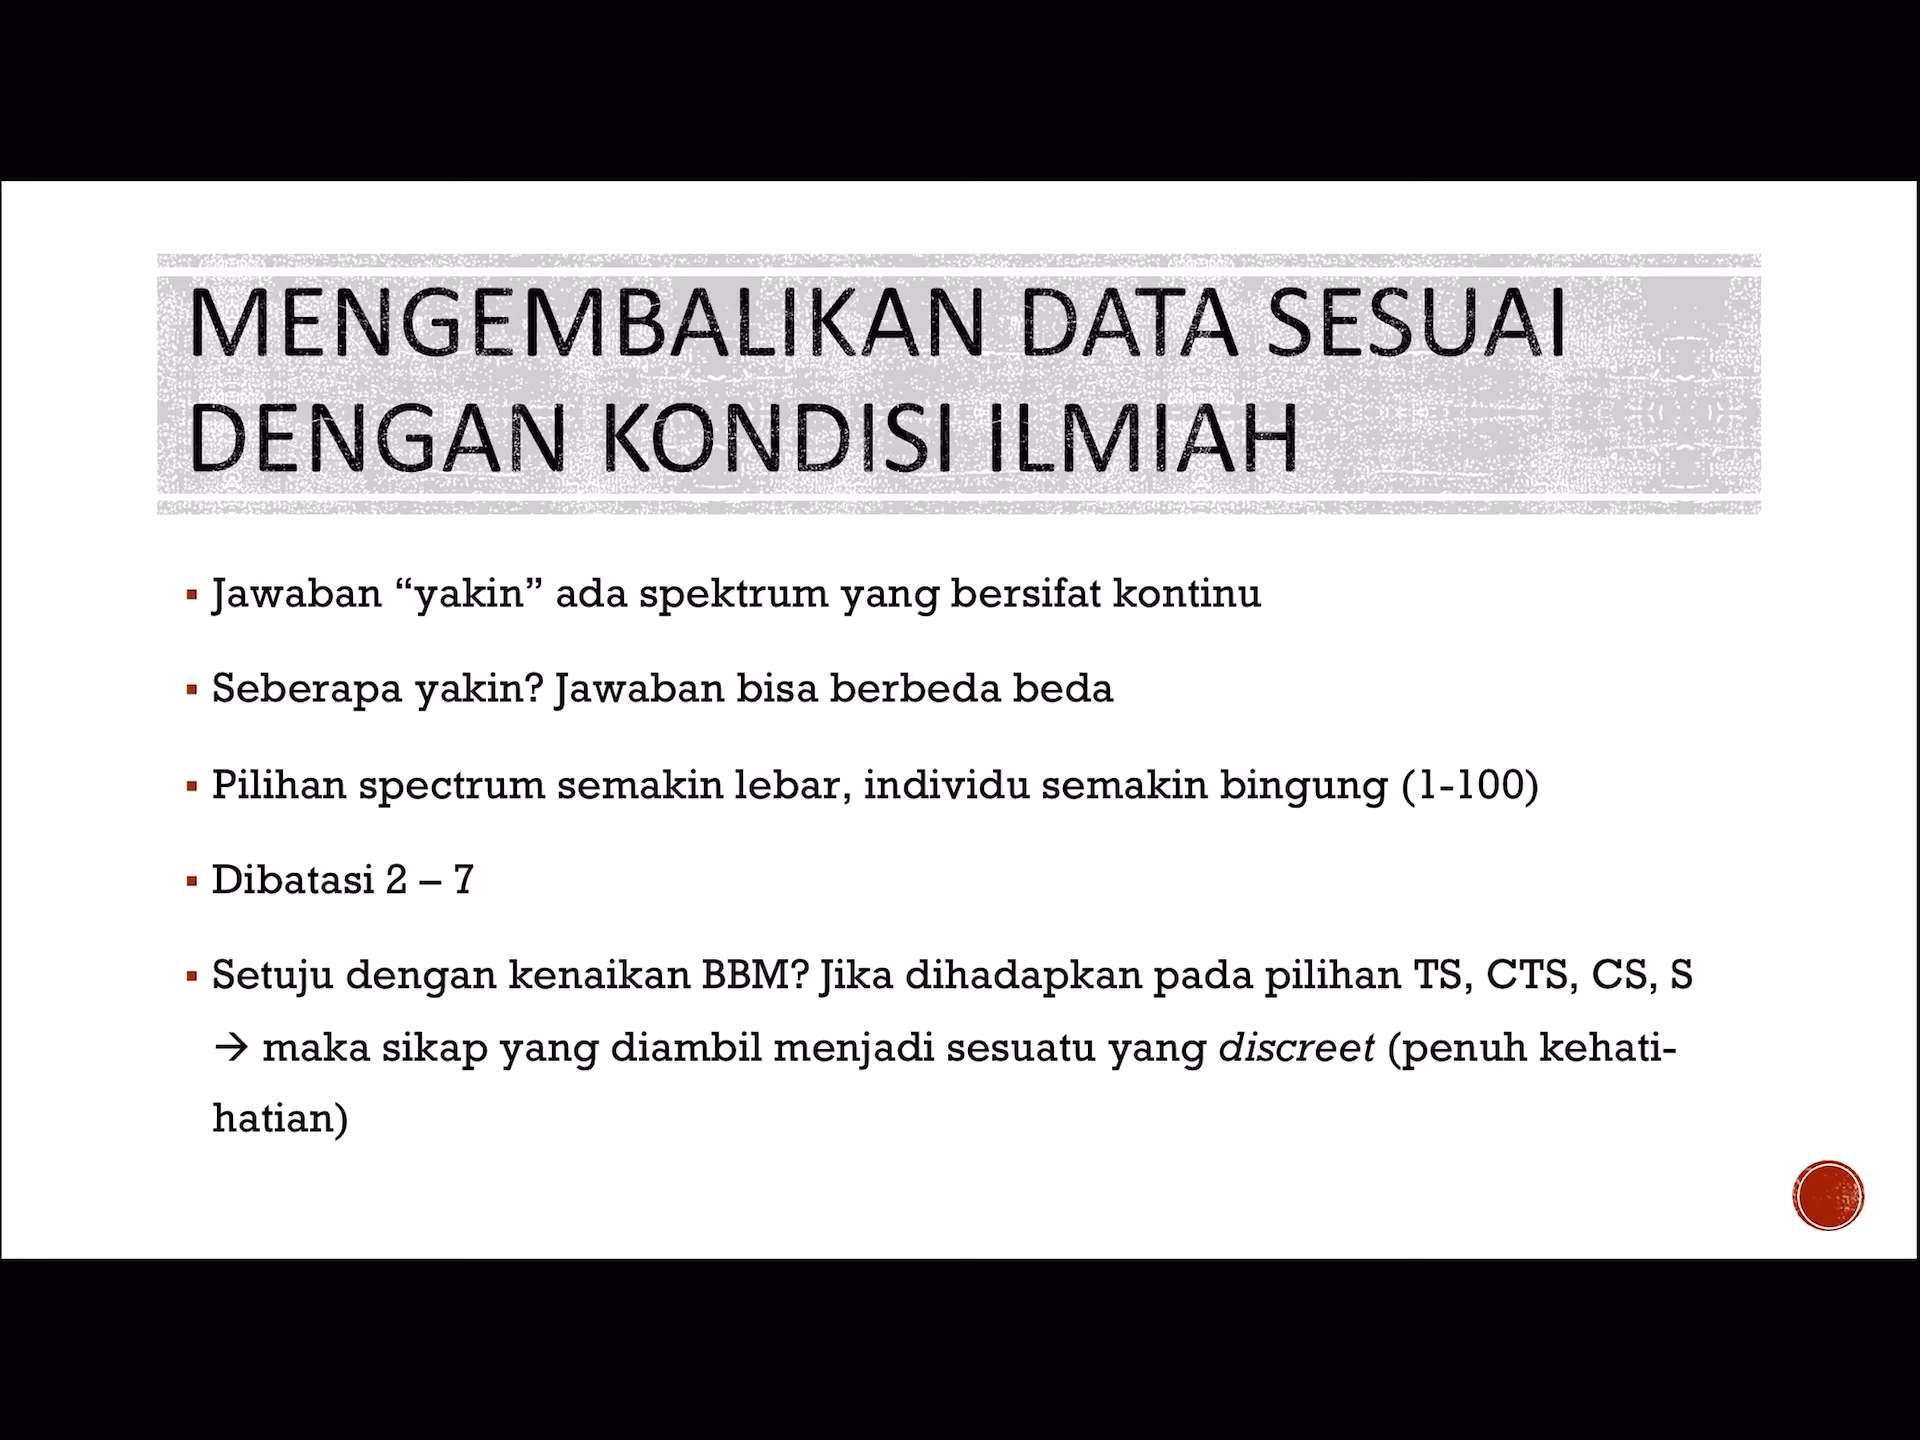 MENGEMBALIKAN DATA SESUAI
DENGAN KONDISI ILMIAH
▪ Jawaban “yakin” ada spektrum yang bersifat kontinu
▪ Seberapa yakin? Jawaban bisa berbeda beda
▪ Pilihan spectrum semakin lebar, individu semakin bingung (1-100)
▪ Dibatasi 2 – 7
▪ Setuju dengan kenaikan BBM? Jika dihadapkan pada pilihan TS, CTS, CS, S
→ maka sikap yang diambil menjadi sesuatu yang discreet (penuh kehati-
hatian)